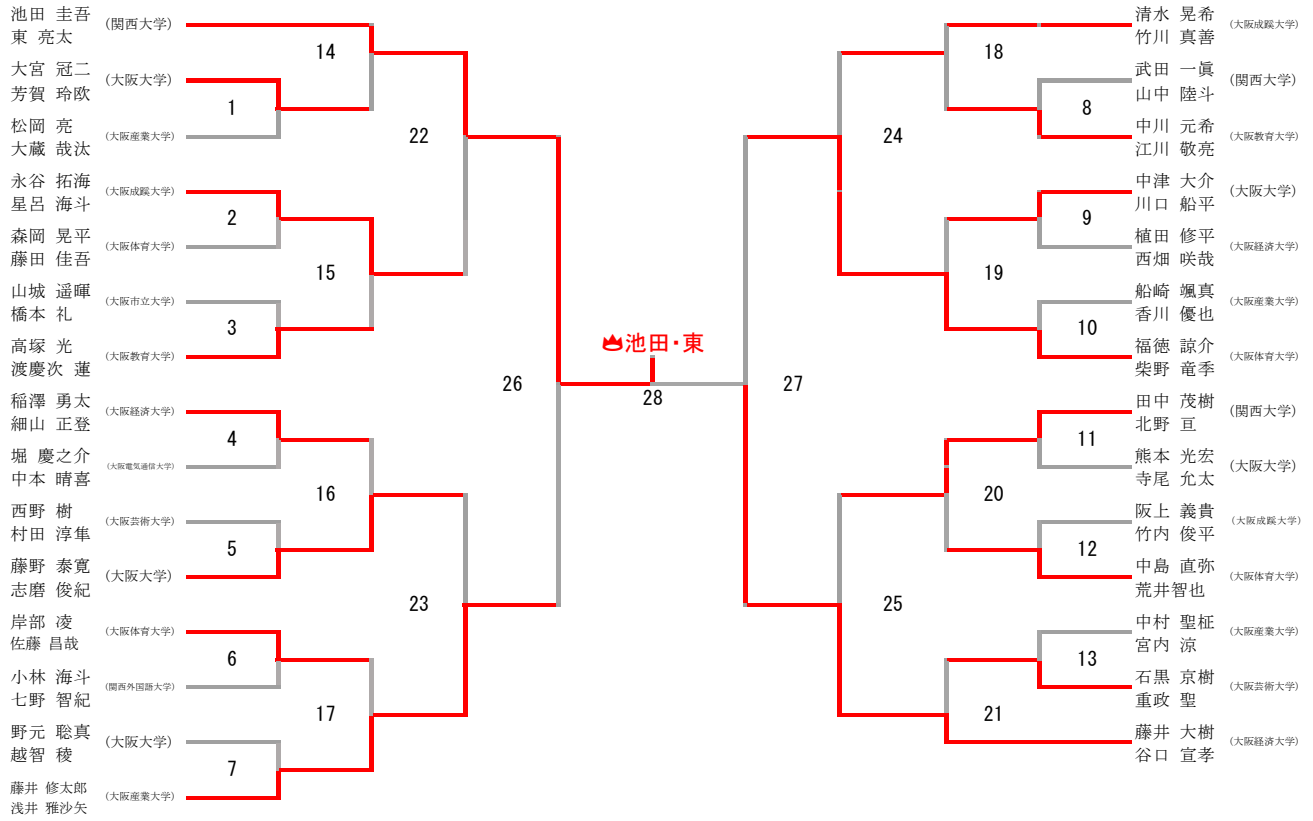 池田 圭吾
東 亮太
(関西大学)
大宮 冠二
芳賀 玲欧
(大阪大学)
松岡 亮
大蔵 哉汰
(大阪産業大学)
永谷 拓海
星呂 海斗
(大阪成蹊大学)
森岡 晃平
藤田 佳吾
(大阪体育大学)
山城 遥暉
橋本 礼
(大阪市立大学)
高塚 光
渡慶次 蓮
(大阪教育大学)
稲澤 勇太
細山 正登
(大阪経済大学)
堀 慶之介
中本 晴喜
(大阪電気通信大学)
西野 樹
村田 淳隼
(大阪芸術大学)
藤野 泰寛
志磨 俊紀
(大阪大学)
岸部 凌
佐藤 昌哉
(大阪体育大学)
小林 海斗
七野 智紀
(関西外国語大学)
野元 聡真
越智 稜
(大阪大学)
藤井 修太郎
浅井 雅沙矢
(大阪産業大学)
1
2
3
4
5
6
7
14
15
16
17
22
23
26
池田・東
28
27
24
25
18
19
20
21
8
9
10
11
12
13
清水 晃希
竹川 真善
(大阪成蹊大学)
武田 一眞
山中 陸斗
(関西大学)
中川 元希
江川 敬亮
(大阪教育大学)
中津 大介
川口 船平
(大阪大学)
植田 修平
西畑 咲哉
(大阪経済大学)
船崎 颯真
香川 優也
(大阪産業大学)
福徳 諒介
柴野 竜季
(大阪体育大学)
田中 茂樹
北野 亘
(関西大学)
熊本 光宏
寺尾 允太
(大阪大学)
阪上 義貴
竹内 俊平
(大阪成蹊大学)
中島 直弥
荒井智也
(大阪体育大学)
中村 聖柾
宮内 涼
(大阪産業大学)
石黒 京樹
重政 聖
(大阪芸術大学)
藤井 大樹
谷口 宣孝
(大阪経済大学)